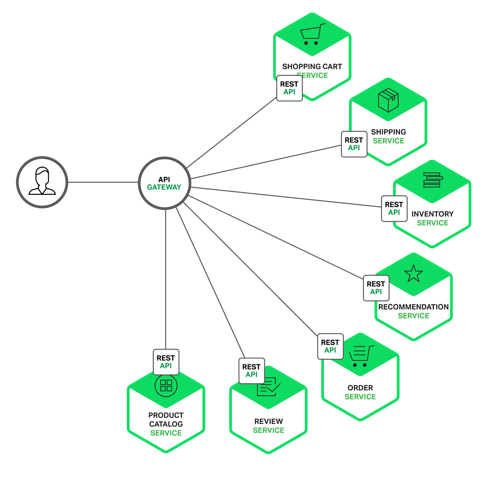 SHOPPING CART
SERVICE
REST
API
SHIPPING
SERVICE
REST
API
API
GATEWAY
INVENTORY
SERVICE
REST
API
RECOMMENDATION
SERVICE
REST
API
ORDER
SERVICE
REST
API
REVIEW
SERVICE
REST
API
PRODUCT
CATALOG
SERVICE
REST
API